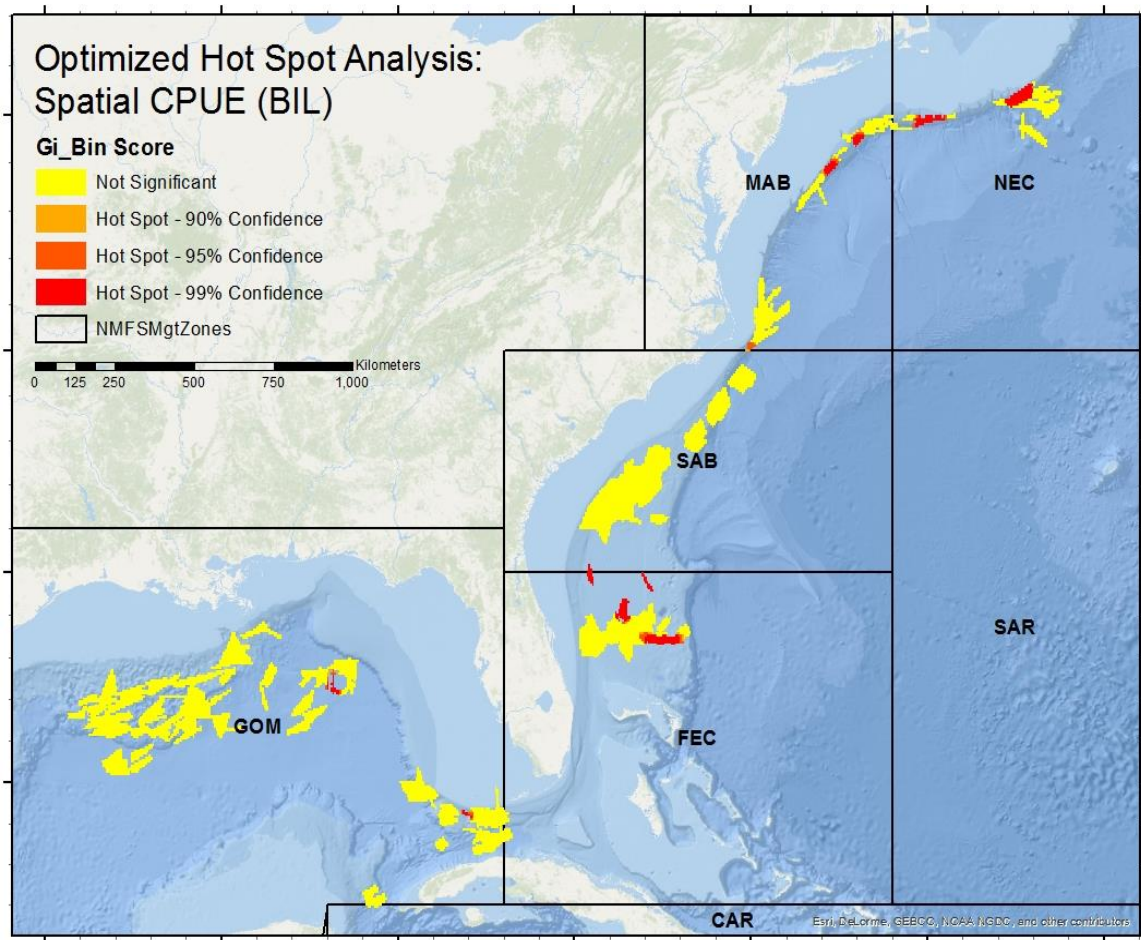 Optimized Hot Spot Analysis:
Spatial CPUE (BIL)
Gi_Bin Score
Not Significant
Hot Spot - 90% Confidence
Hot Spot - 95% Confidence
Hot Spot - 99% Confidence
NMFSMgtZones
Kilometers
0 125 250 500 750 1,000
MAB
NEC
SAB
SAR
GOM
FEC
CAR
Esri, DeLorme, GEBCO, NOAA NGDC, and other contributors